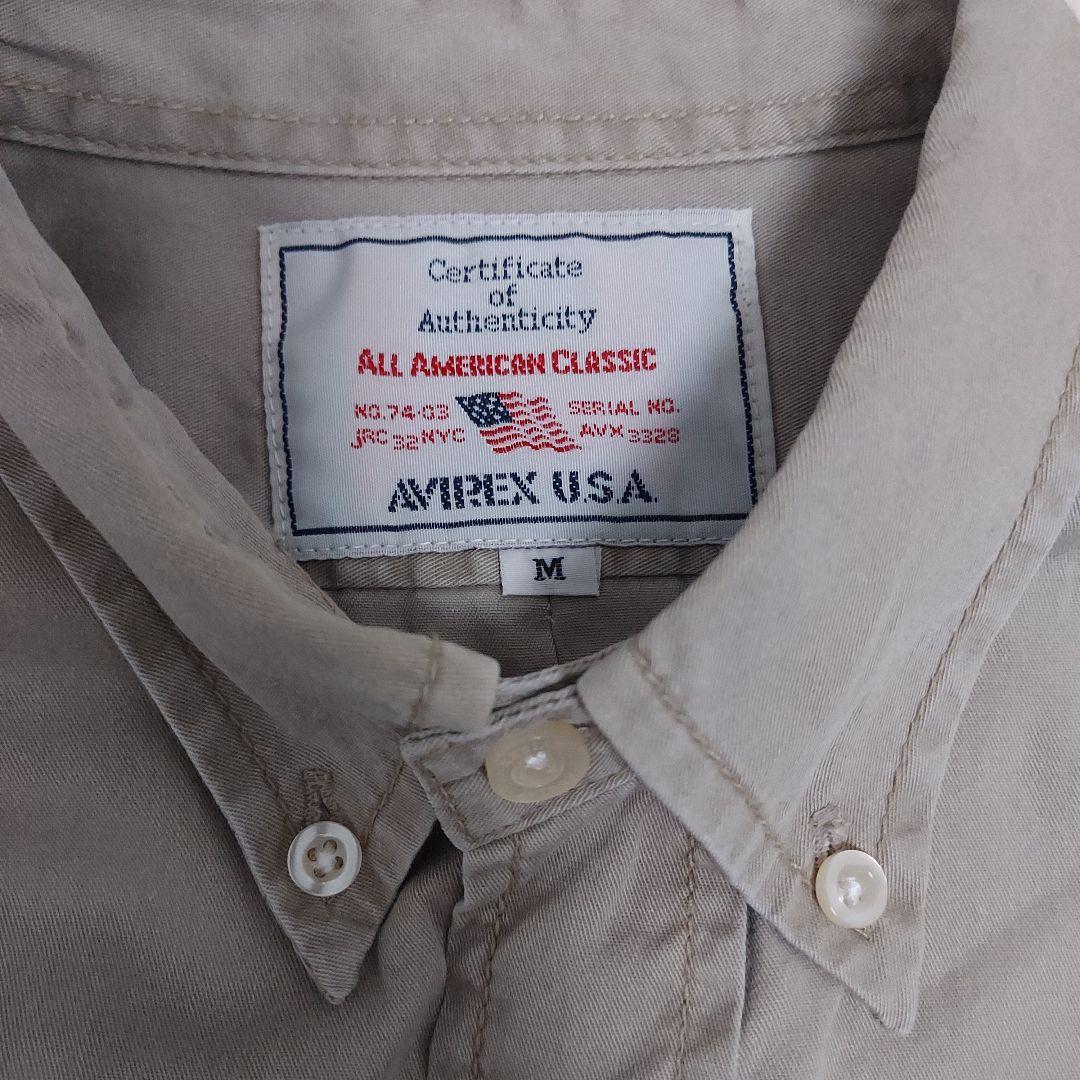 Certificate
of
Authenticity
ALL AMERICAN CLASSIC
NO.74-03 SERIAL NO.
JRC 32 NYC AVX 3328
AVIREX U.S.A.
M